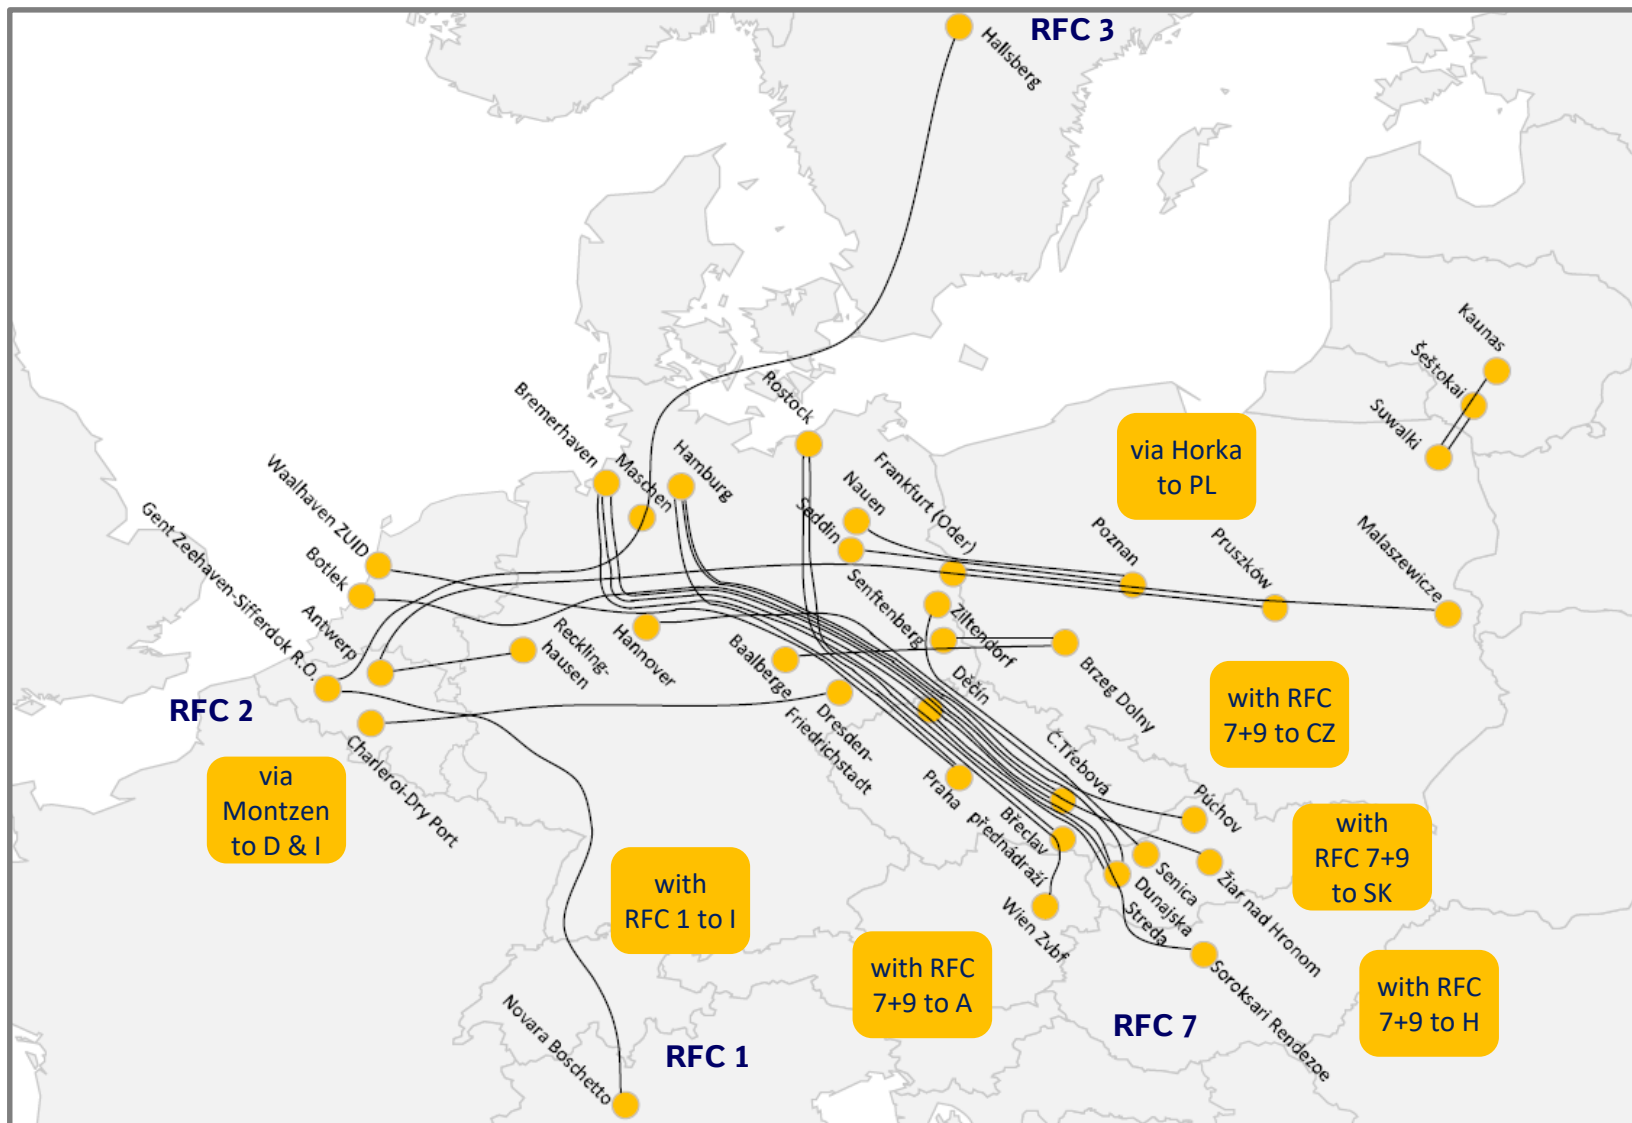 RFC 3
Hallsberg
Kaunas
Šeštokai
Suwalki
Rostock
Bremerhaven
Maschen
Hamburg
via Horka
to PL
Waalhaven ZUID
Botlek
Gent Zeehaven-Sifferdok R.O.
Antwerp
Nauen
Seddin
Frankfurt (Oder)
Poznan
Pruszków
Malaszewicze
Senftenberg
Ziltendorf
Reckling-
hausen
Hannover
Baalberge
Děčín
Brzeg Dolny
RFC 2
with RFC
7+9 to CZ
Charleroi-Dry Port
Dresden-
Friedrichstadt
via
Montzen
to D & I
Praha
Č.Třebová
Púchov
Břeclav
přednádraží
with
RFC 7+9
to SK
with
RFC 1 to I
Wien Zvbf
Senica
Dunajska
Streda
Žiar nad Hronom
with RFC
7+9 to A
Soroksari Rendezoe
with RFC
7+9 to H
RFC 7
Novara Boschetto
RFC 1